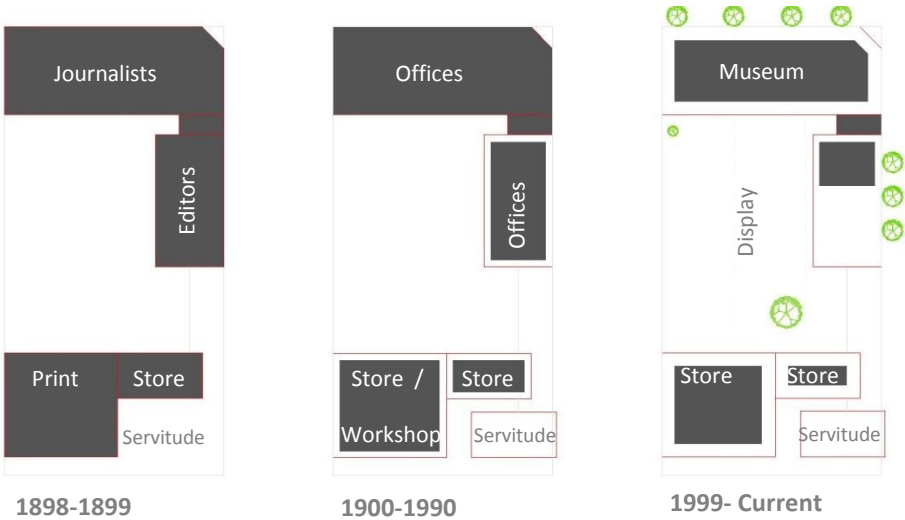 Journalists
Editors
Print
Store
Servitude
1898-1899
Offices
Offices
Store /
Workshop
Store
Servitude
1900-1990
Museum
Display
Store
Store
Servitude
1999- Current